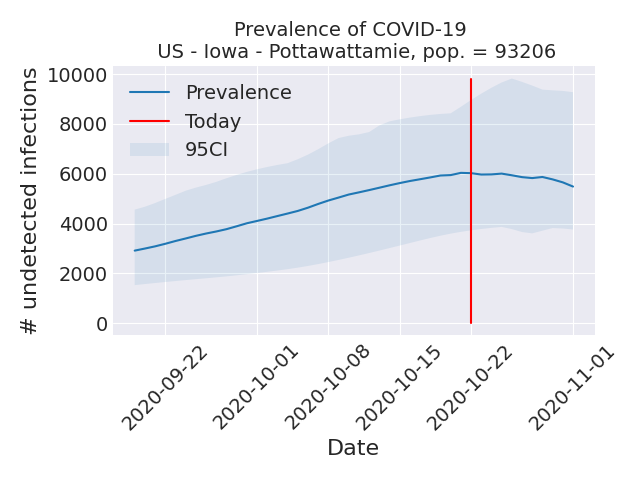 Prevalence of COVID-19
US - Iowa - Pottawattamie, pop. = 93206
# undetected infections
10000
8000
6000
4000
2000
0
Prevalence
Today
95CI
2020-09-22
2020-10-01
2020-10-08
2020-10-15
2020-10-22
2020-11-01
Date